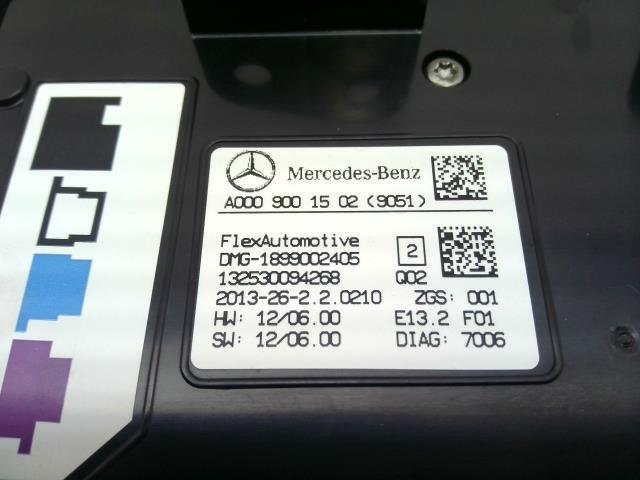 Mercedes-Benz
A000 900 15 02 (9051)
FlexAutomotive
DMG-1899002405
2
132530094268 Q02
2013-26-2.2.0210 ZGS: 001
HW: 12/06.00 E13.2 F01
SW: 12/06.00 DIAG: 7006